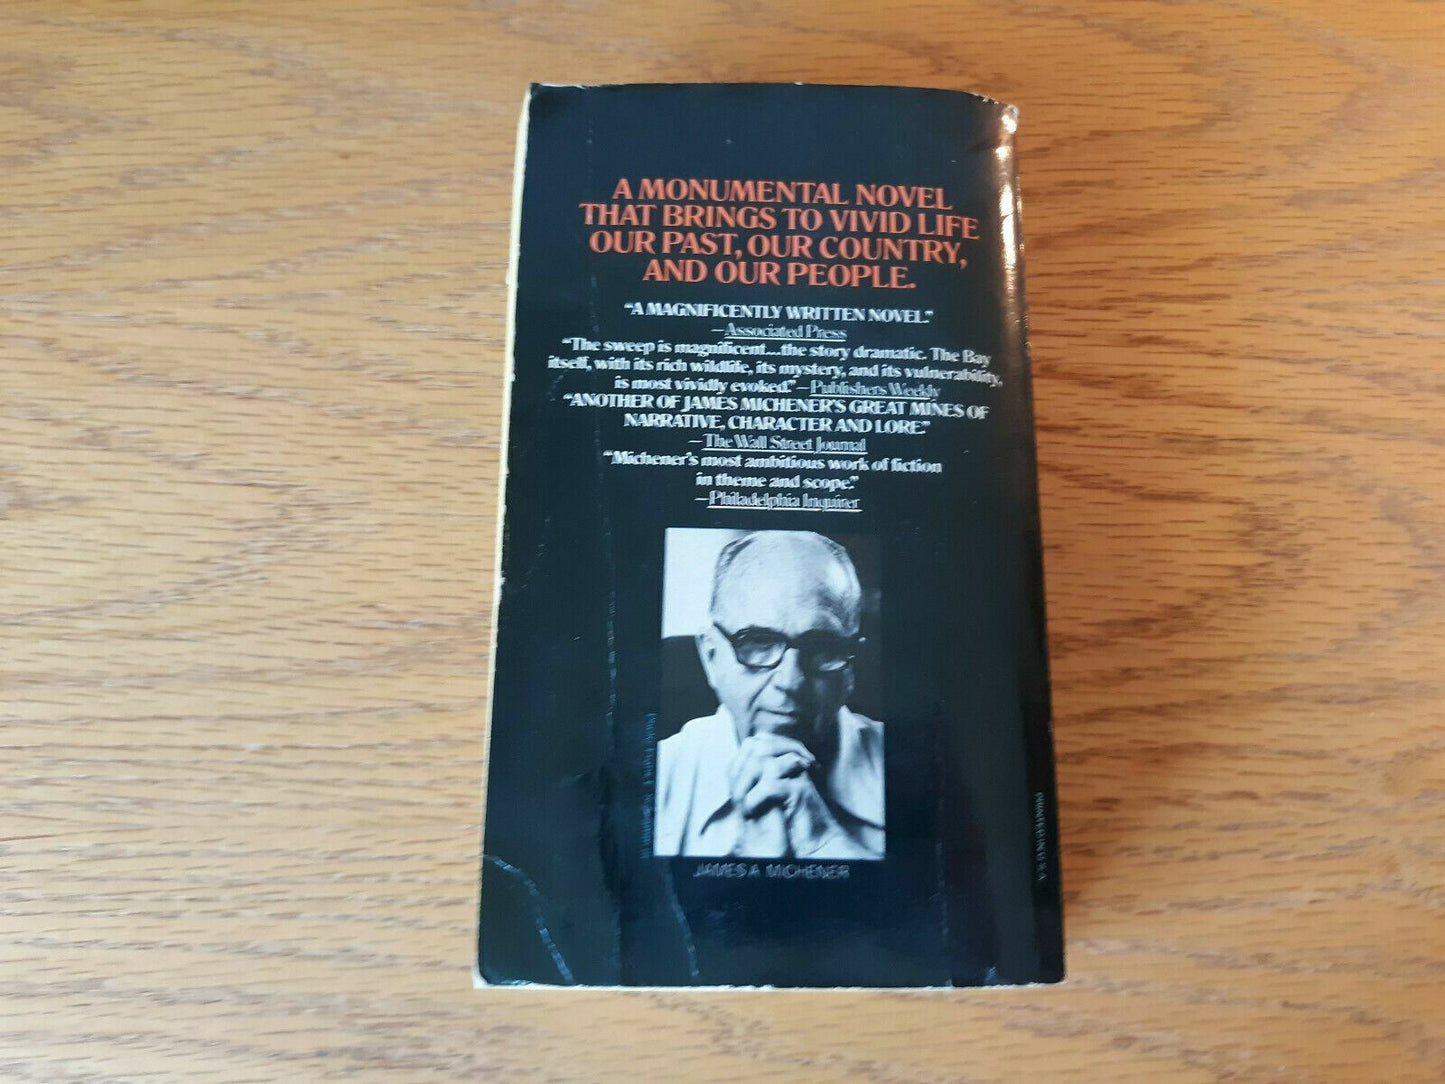 A MONUMENTAL NOVEL
THAT BRINGS TO VIVID LIFE
OUR PAST, OUR COUNTRY,
AND OUR PEOPLE.
“A MAGNIFICENTLY WRITTEN NOVEL.”
—Associated Press
“The sweep is magnificent...the story dramatic. The Bay
itself, with its rich wildlife, its mystery, and its vulnerability,
is most vividly evoked.”—Publishers Weekly
“ANOTHER OF JAMES MICHENER’S GREAT MINES OF
NARRATIVE, CHARACTER AND LORE.”
—The Wall Street Journal
“Michener’s most ambitious work of fiction
in theme and scope.”
—Philadelphia Inquirer
JAMES A. MICHENER
PRINTED IN U.S.A.